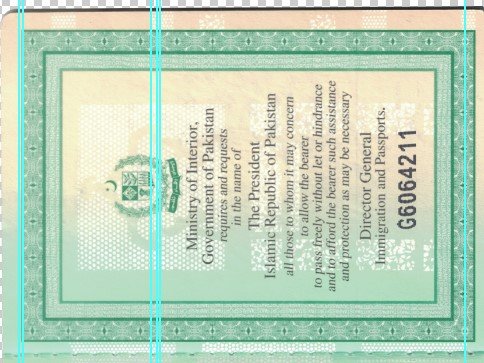 Ministry of Interior,
Government of Pakistan
requires and requests
in the name of
The President
Islamic Republic of Pakistan
all those to whom it may concern
to allow the bearer
to pass freely without let or hindrance
and to afford the bearer such assistance
and protection as may be necessary
Director General
Immigration and Passports.
G6064211